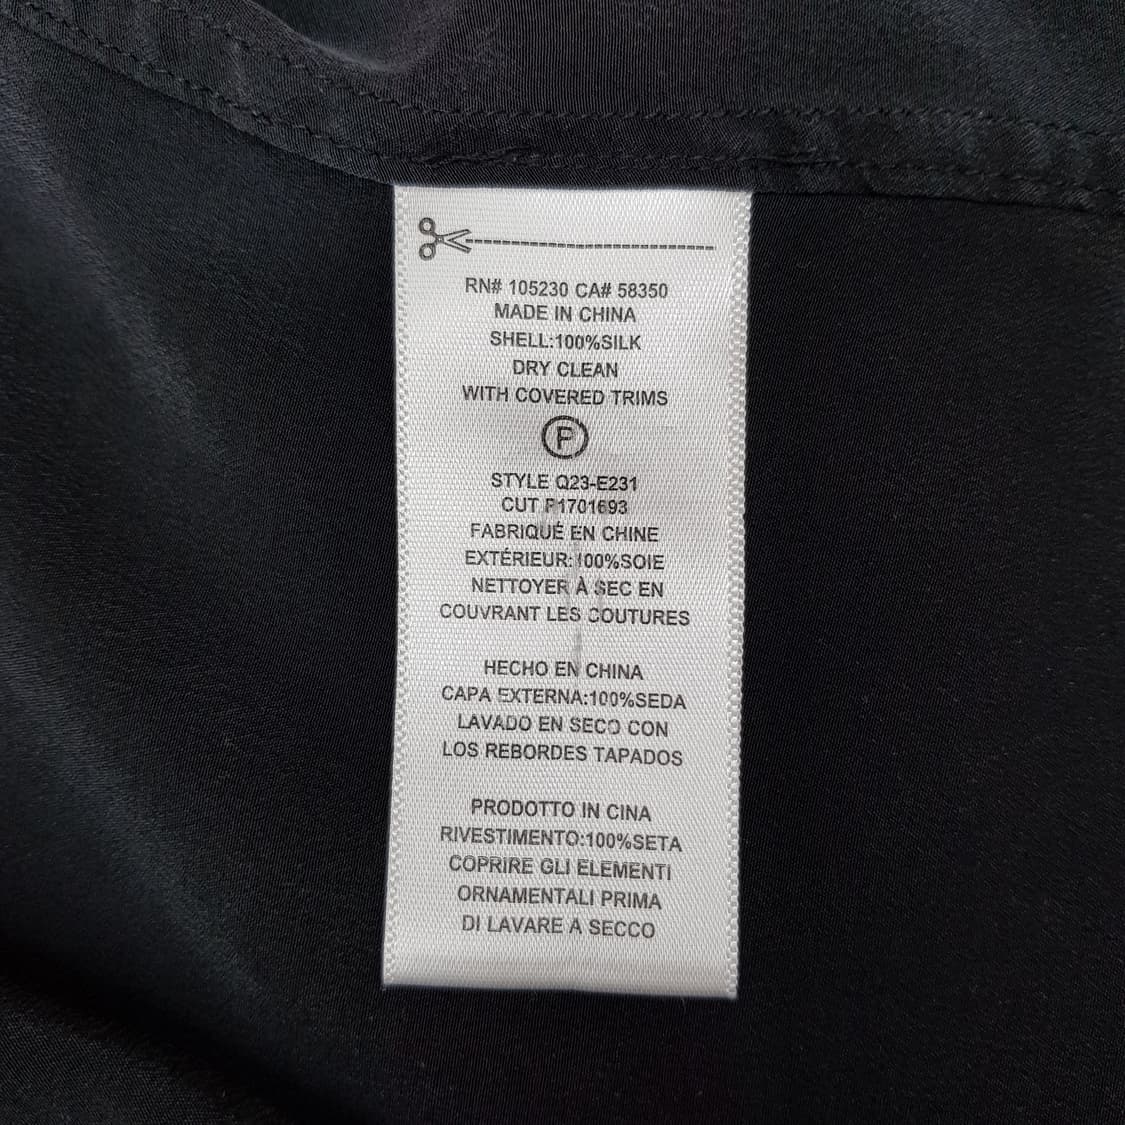 RN# 105230 CA# 58350
MADE IN CHINA
SHELL:100%SILK
DRY CLEAN
WITH COVERED TRIMS
P
STYLE Q23-E231
CUT
FABRIQUÉ EN CHINE
EXTÉRIEUR:100%SOIE
NETTOYER À SEC EN
COUVRANT LES COUTURES
HECHO EN CHINA
CAPA EXTERNA:100%SEDA
LAVADO EN SECO CON
LOS REBORDES TAPADOS
PRODOTTO IN CINA
RIVESTIMENTO:100%SETA
COPRIRE GLI ELEMENTI
ORNAMENTALI PRIMA
DI LAVARE A SECCO